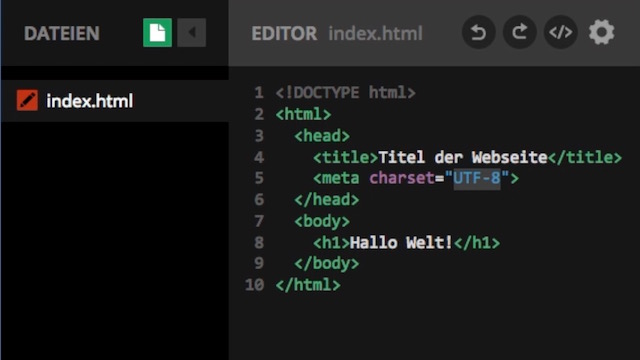 DATEIEN
EDITOR index.html
index.html
1 <!DOCTYPE html>
2 <html>
3 <head>
4 <title>Titel der Webseite</title>
5 <meta charset="UTF-8">
6 </head>
7 <body>
8 <h1>Hallo Welt!</h1>
9 </body>
10 </html>